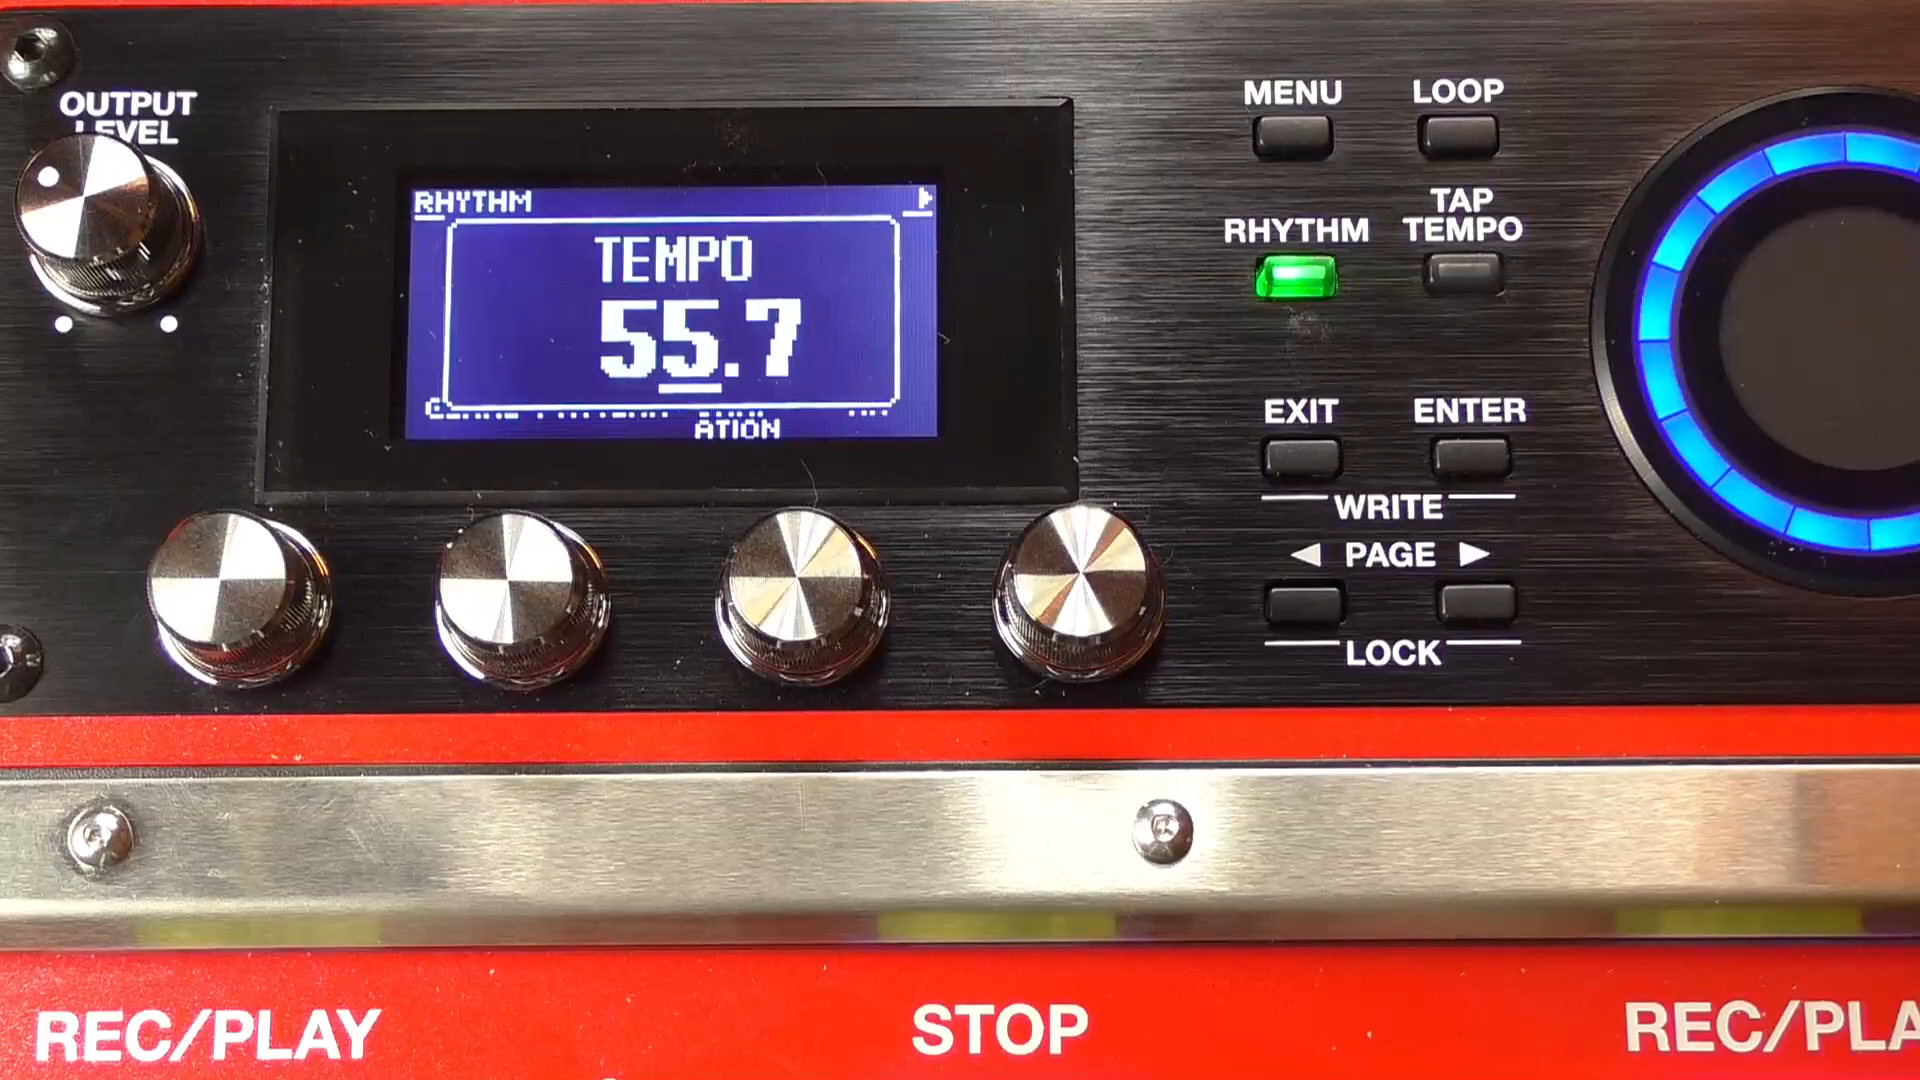 OUTPUT
LEVEL
RHYTHM
TEMPO
55.7
ATION
MENU
LOOP
RHYTHM
TAP
TEMPO
EXIT
ENTER
WRITE
PAGE
LOCK
REC/PLAY
STOP
REC/PLA